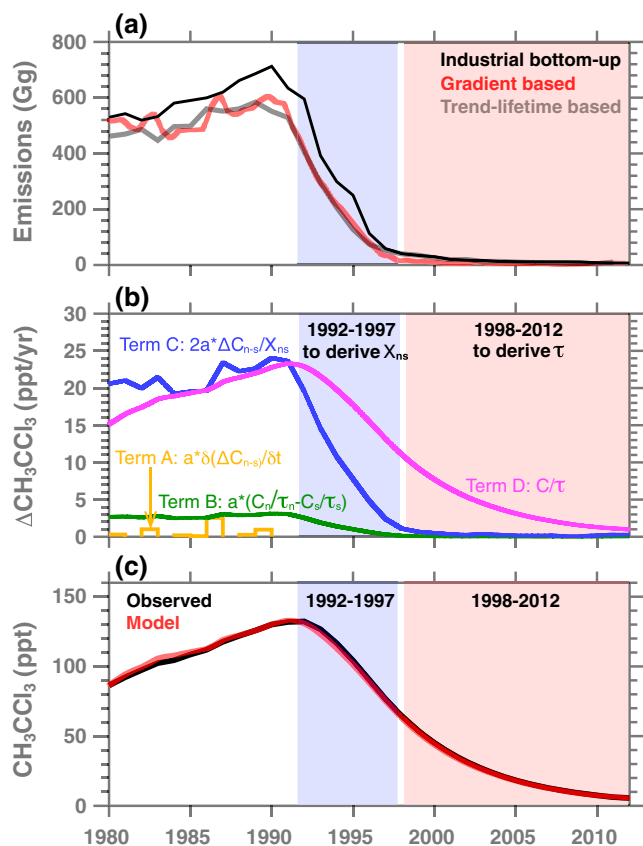 (a)
800
600
400
200
0
Emissions (Gg)
Industrial bottom-up
Gradient based
Trend-lifetime based
(b)
30
25
20
15
10
5
0
ΔCH₃CCl₃ (ppt/yr)
Term C: 2a*ΔCₙ₋ₛ/Xₙₛ
1992-1997
to derive Xₙₛ
1998-2012
to derive τ
Term A: a*δ(ΔCₙ₋ₛ)/δt
Term B: a*(Cₙ/τₙ-Cₛ/τₛ)
Term D: C/τ
(c)
150
100
50
0
CH₃CCl₃ (ppt)
Observed
Model
1992-1997
1998-2012
1980 1985 1990 1995 2000 2005 2010